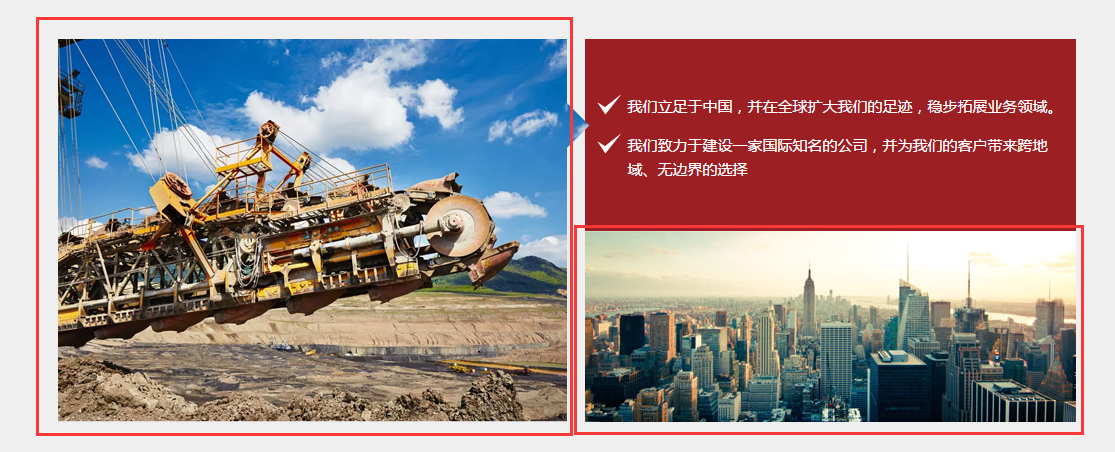 我们立足于中国，并在全球扩大我们的足迹，稳步拓展业务领域。
我们致力于建设一家国际知名的公司，并为我们的客户带来跨地
域、无边界的选择